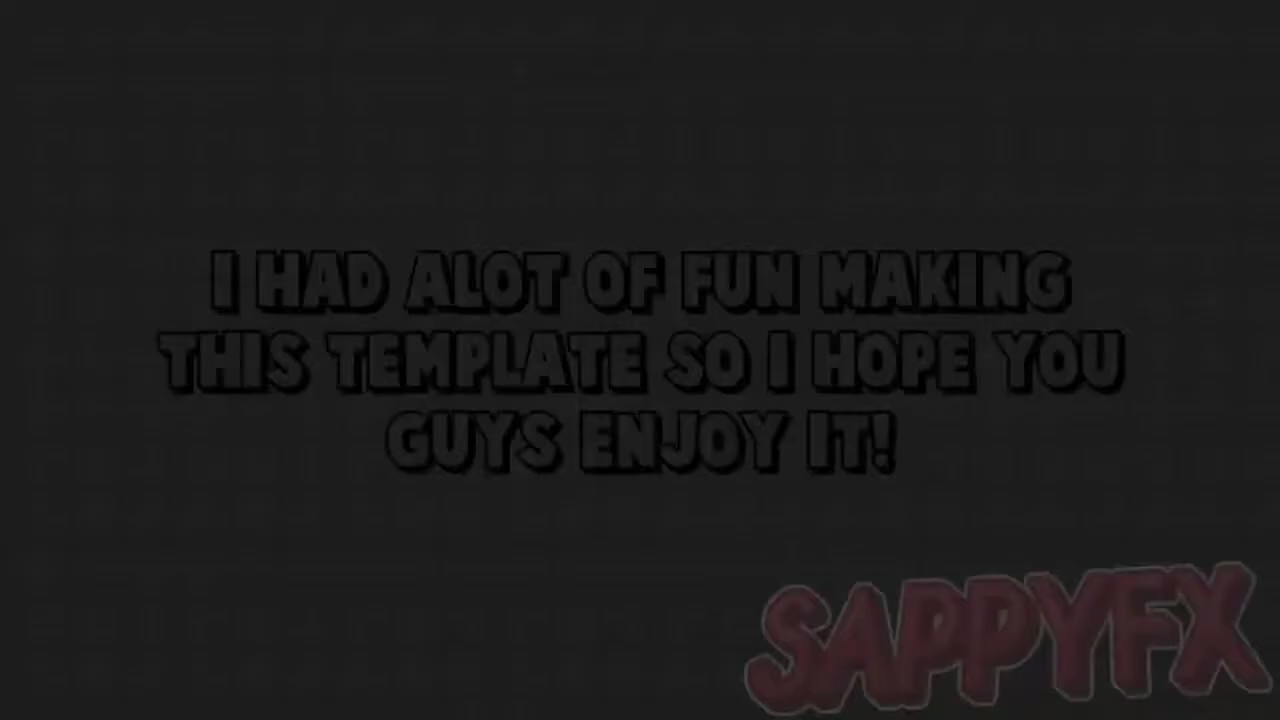 I HAD ALOT OF FUN MAKING
THIS TEMPLATE SO I HOPE YOU
GUYS ENJOY IT!
SAPPYFX